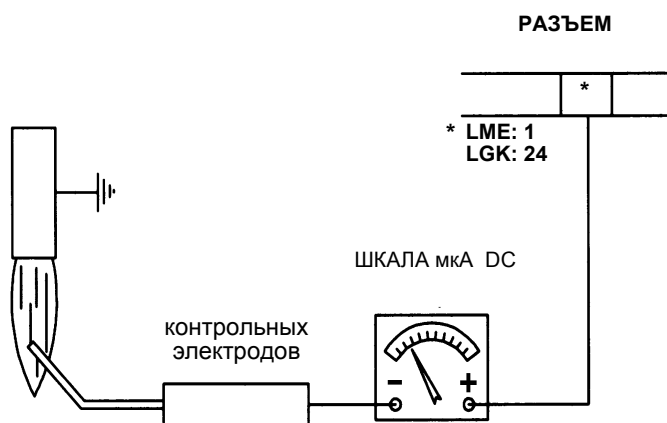 РАЗЪЕМ
*
* LME: 1
LGK: 24
ШКАЛА мкА DC
контрольных
электродов
- +